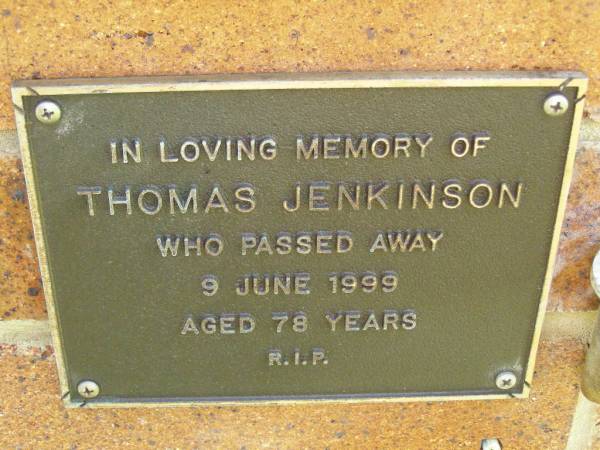 IN LOVING MEMORY OF
THOMAS JENKINSON
WHO PASSED AWAY
9 JUNE 1999
AGED 78 YEARS
R.I.P.